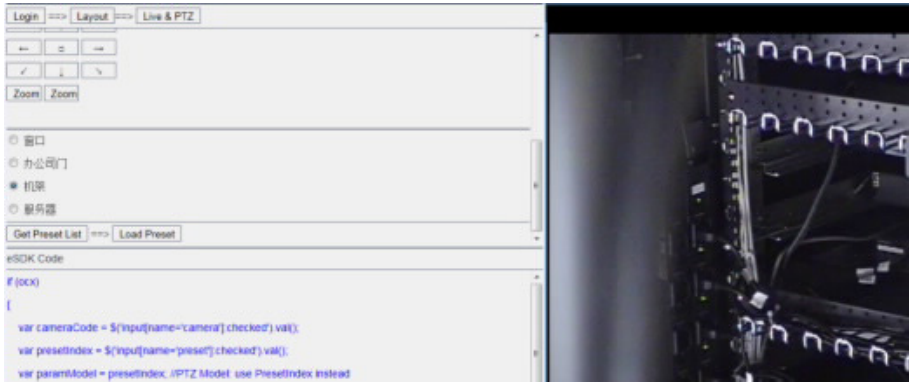 Login ==> Layout ==> Live & PTZ
← □ →
↙ ↓ ↘
Zoom Zoom
窗口
办公司门
机架
服务器
Get Preset List ==> Load Preset
eSDK Code
if (ocx)
{
var cameraCode = $('input[name='camera']:checked').val();
var presetIndex = $('input[name='preset']:checked').val();
var paramModel = presetIndex; //PTZ Model: use PresetIndex instead